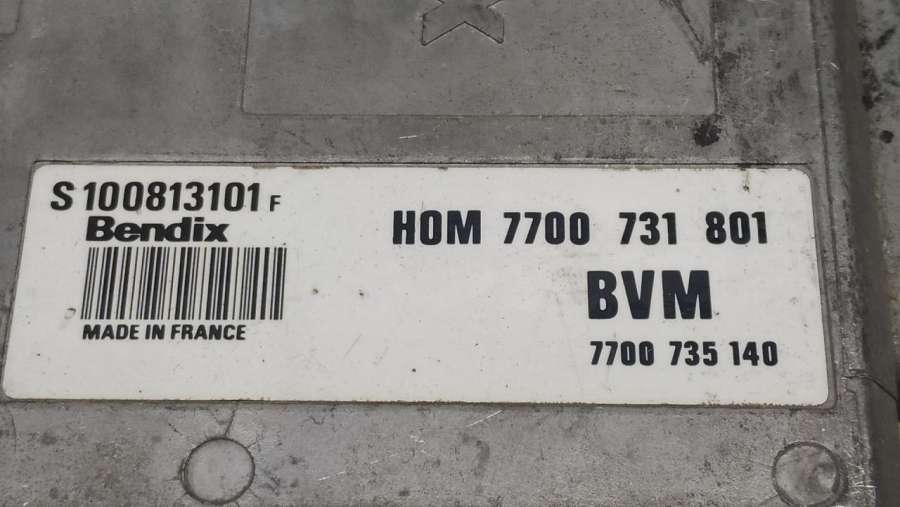 S 100813101 F
Bendix
MADE IN FRANCE
HOM 7700 731 801
BVM
7700 735 140